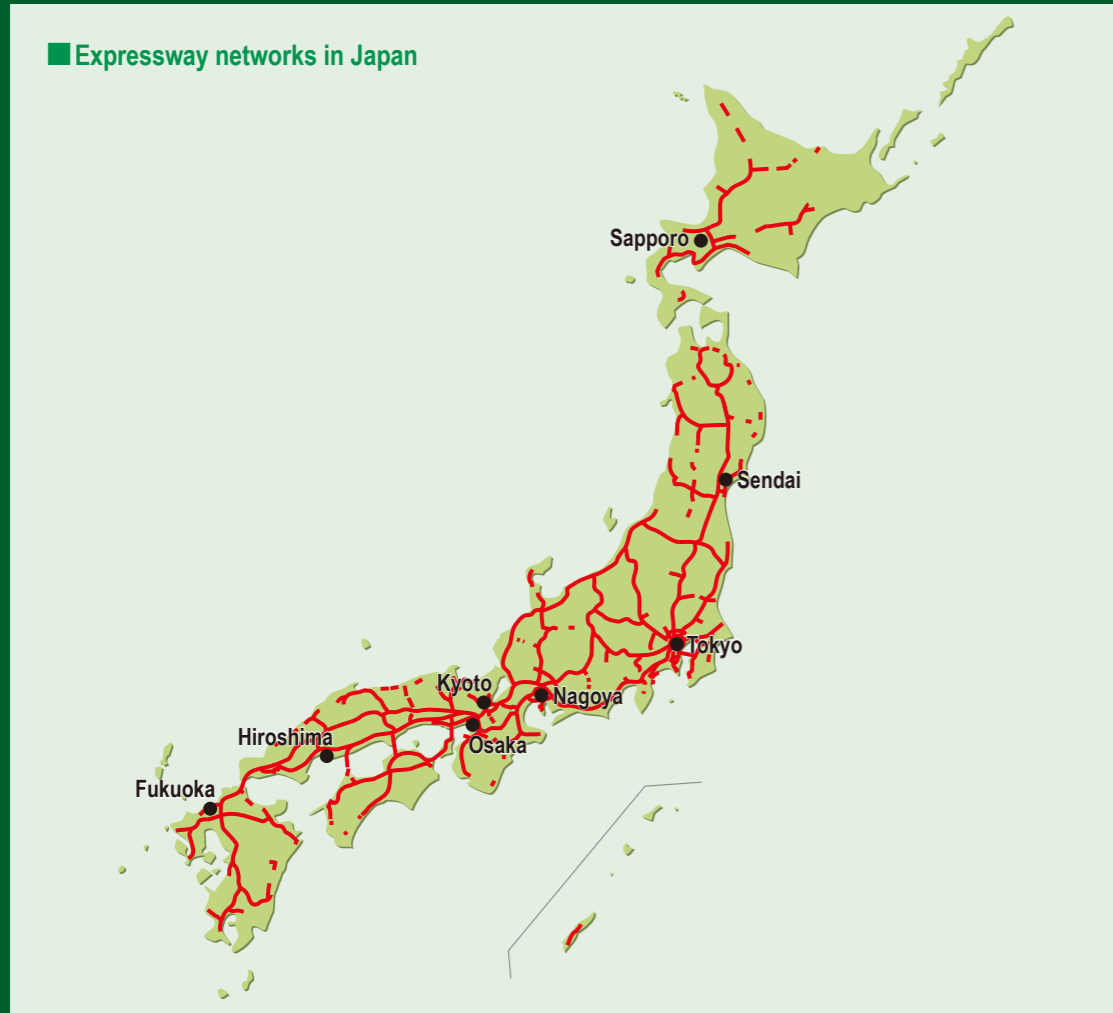 Expressway networks in Japan
Sapporo
Sendai
Tokyo
Kyoto
Nagoya
Hiroshima
Osaka
Fukuoka